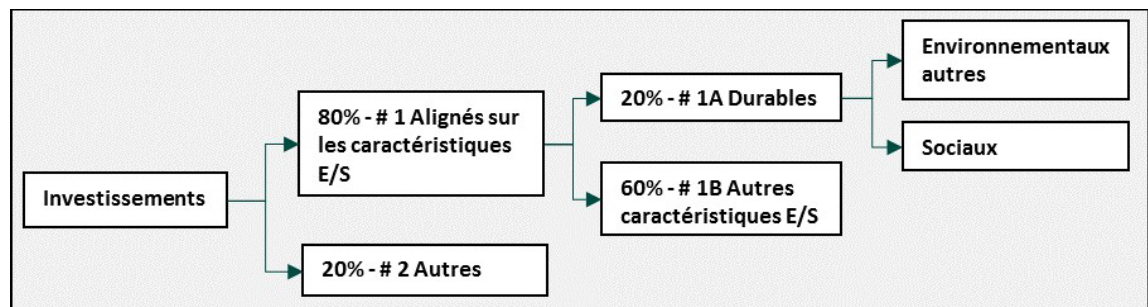 Investissements
80% - # 1 Alignés sur
les caractéristiques
E/S
20% - # 2 Autres
20% - # 1A Durables
60% - # 1B Autres
caractéristiques E/S
Environnementaux
autres
Sociaux